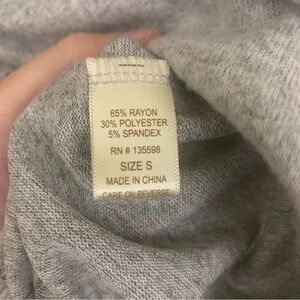 65% RAYON
30% POLYESTER
5% SPANDEX
RN # 135598
SIZE S
MADE IN CHINA
CARE ON REVERSE